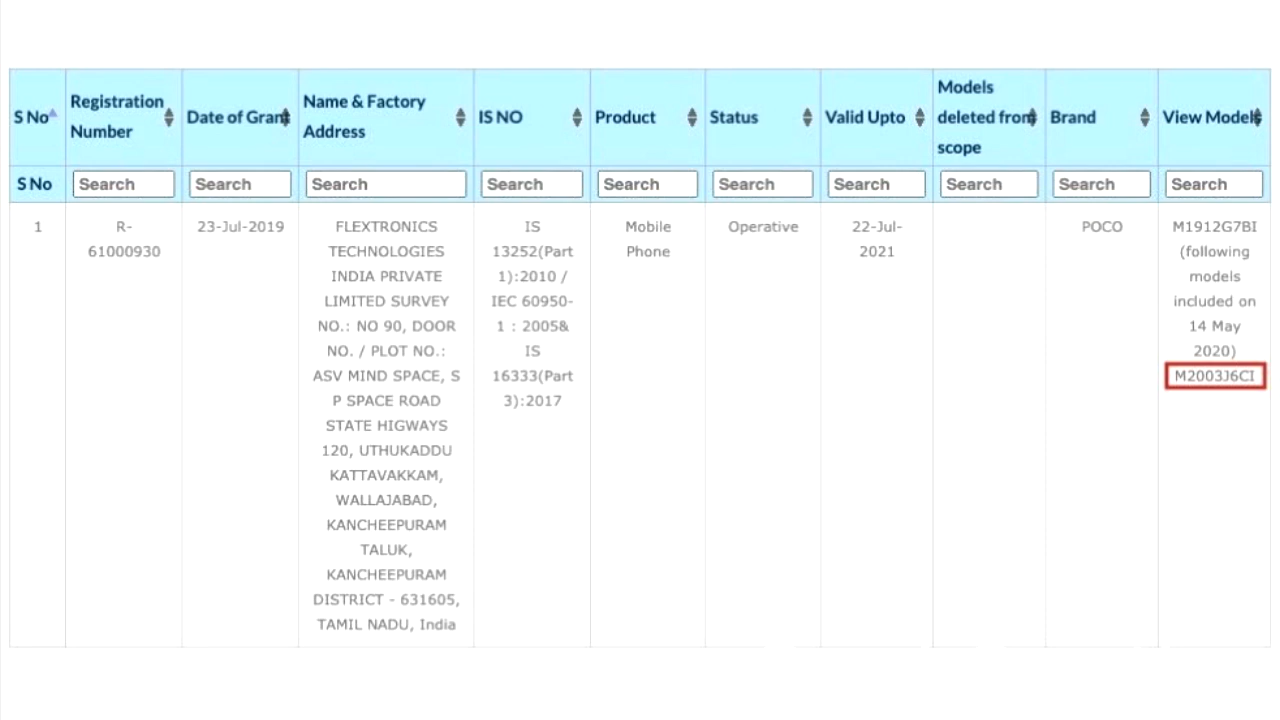 S No
Registration
Number
Date of Grant
Name & Factory
Address
IS NO
Product
Status
Valid Upto
Models
deleted from
scope
Brand
View Models
S No
Search
Search
Search
Search
Search
Search
Search
Search
Search
Search
1
R-
61000930
23-Jul-2019
FLEXTRONICS
TECHNOLOGIES
INDIA PRIVATE
LIMITED SURVEY
NO.: NO 90, DOOR
NO. / PLOT NO.:
ASV MIND SPACE, S
P SPACE ROAD
STATE HIGWAYS
120, UTHUKADDU
KATTAVAKKAM,
WALLAJABAD,
KANCHEEPURAM
TALUK,
KANCHEEPURAM
DISTRICT - 631605,
TAMIL NADU, India
IS
13252(Part
1):2010 /
IEC 60950-
1 : 2005&
IS
16333(Part
3):2017
Mobile
Phone
Operative
22-Jul-
2021
POCO
M1912G7BI
(following
models
included on
14 May
2020)
M2003J6CI